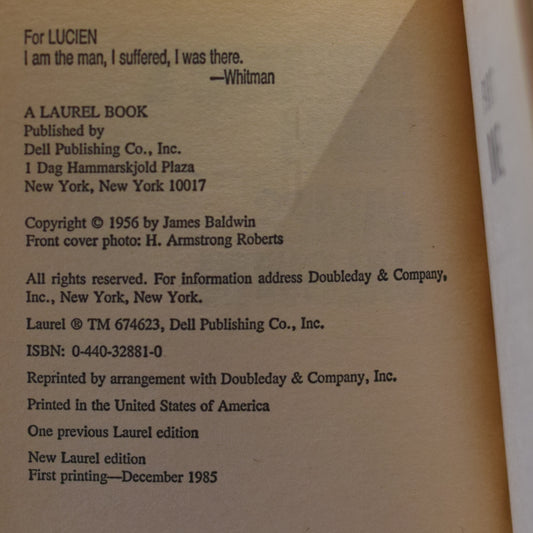 For LUCIEN
I am the man, I suffered, I was there.
—Whitman
A LAUREL BOOK
Published by
Dell Publishing Co., Inc.
1 Dag Hammarskjold Plaza
New York, New York 10017
Copyright © 1956 by James Baldwin
Front cover photo: H. Armstrong Roberts
All rights reserved. For information address Doubleday & Company,
Inc., New York, New York.
Laurel ® TM 674623, Dell Publishing Co., Inc.
ISBN: 0-440-32881-0
Reprinted by arrangement with Doubleday & Company, Inc.
Printed in the United States of America
One previous Laurel edition
New Laurel edition
First printing—December 1985